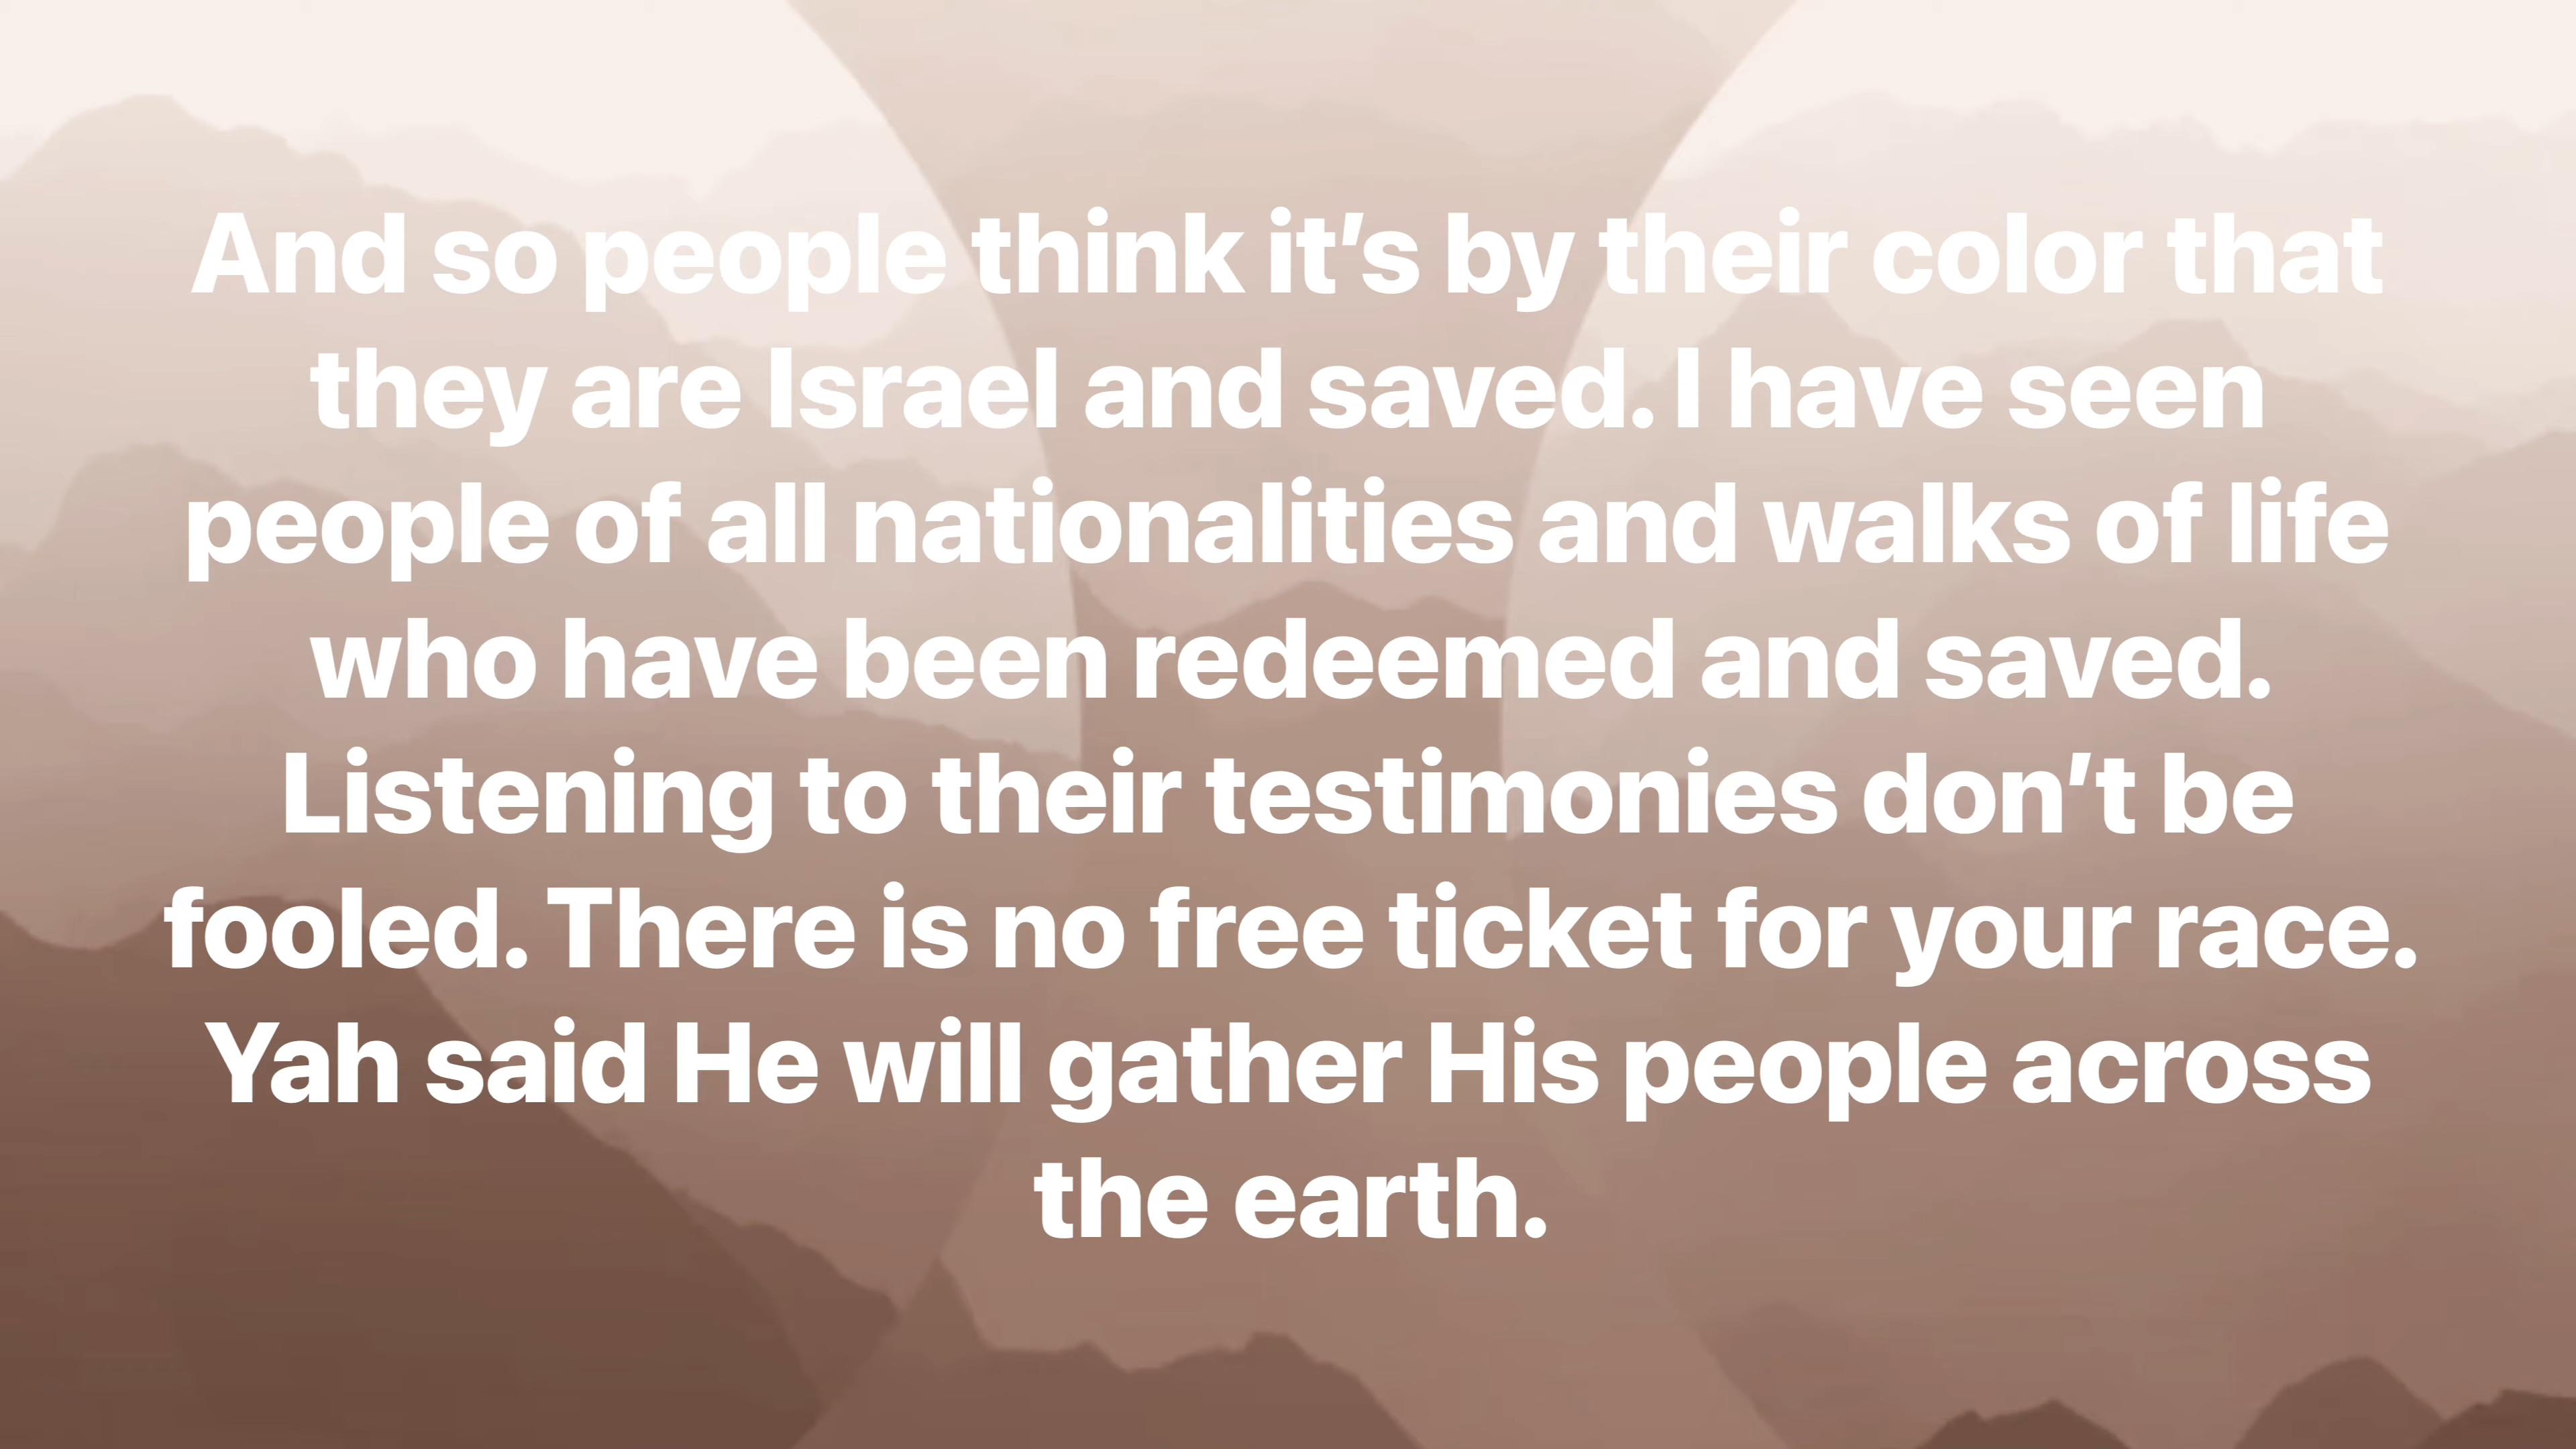 And so people think it’s by their color that
they are Israel and saved. I have seen
people of all nationalities and walks of life
who have been redeemed and saved.
Listening to their testimonies don’t be
fooled. There is no free ticket for your race.
Yah said He will gather His people across
the earth.